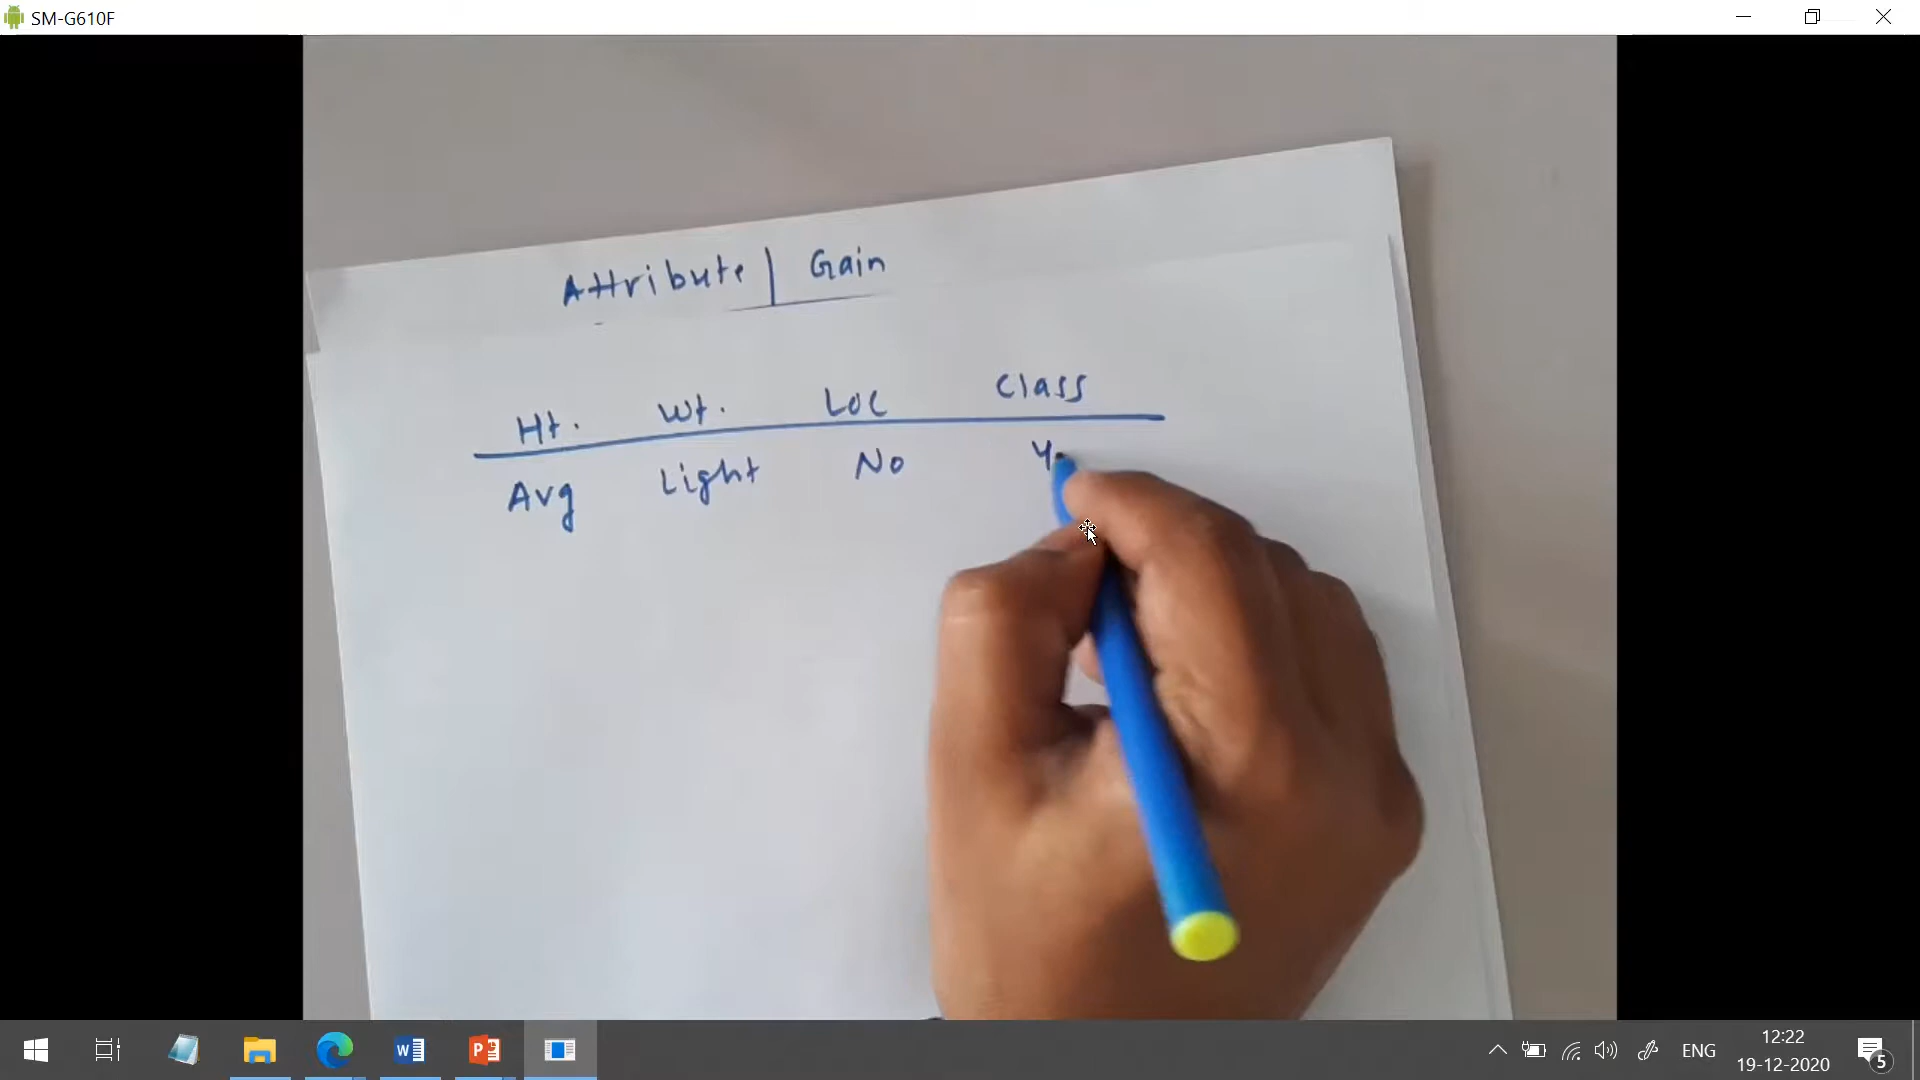 SM-G610F
Attribute | Gain
Ht. Wt. Loc Class
Avg Light No
ENG
12:22
19-12-2020
5